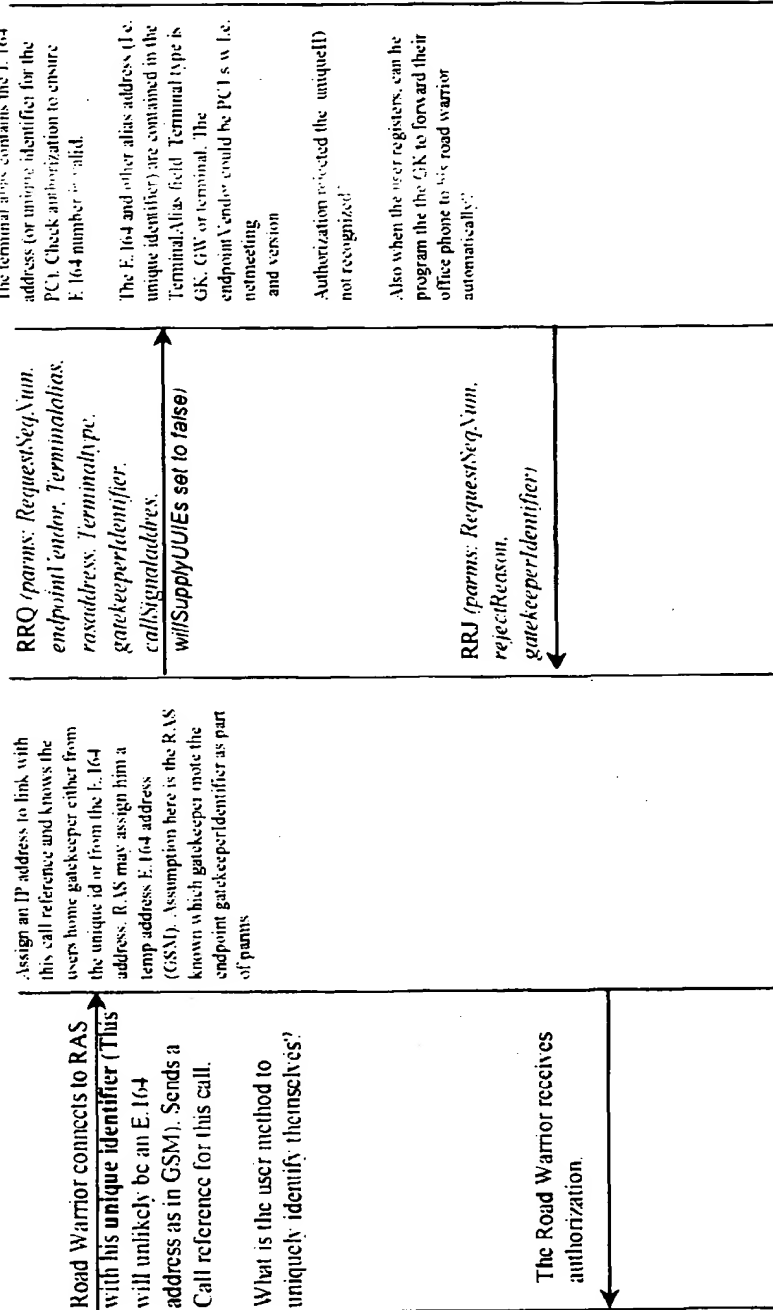 Road Warrior connects to RAS
with his unique identifier (This
will unlikely be an E.164
address as in GSM). Sends a
Call reference for this call.
What is the user method to
uniquely identify themselves?
The Road Warrior receives
authorization.
Assign an IP address to link with
this call reference and knows the
users home gatekeeper either from
the unique id or from the E.164
address. RAS may assign him a
temp address E.164 address
(GSM). Assumption here is the RAS
known which gatekeeper mote the
endpoint gatekeeperIdentifier as part
of parms
RRQ (parms: RequestSeqNum,
endpointVendor, Terminalalias,
rasaddress, Terminaltype,
gatekeeperIdentifier,
callSignaladdres,
willSupplyUUIEs set to false)
RRJ (parms: RequestSeqNum,
rejectReason,
gatekeeperIdentifier)
The terminal alias contains the E.164
address (or unique identifier for the
PC). Check authorization to ensure
E.164 number is valid.
The E.164 and other alias address (I.e.
unique identifier) are contained in the
TerminalAlias field. Terminal type is
GK, GW or terminal. The
endpointVendor could be PC1s w I.e.
netmeeting
and version
Authorization rejected the uniqueID
not recognized
Also when the user registers, can he
program the the GK to forward their
office phone to his road warrior
automatically?